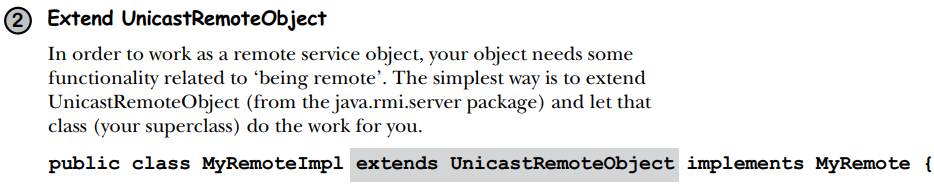 2 Extend UnicastRemoteObject
In order to work as a remote service object, your object needs some
functionality related to ‘being remote’. The simplest way is to extend
UnicastRemoteObject (from the java.rmi.server package) and let that
class (your superclass) do the work for you.
public class MyRemoteImpl extends UnicastRemoteObject implements MyRemote {